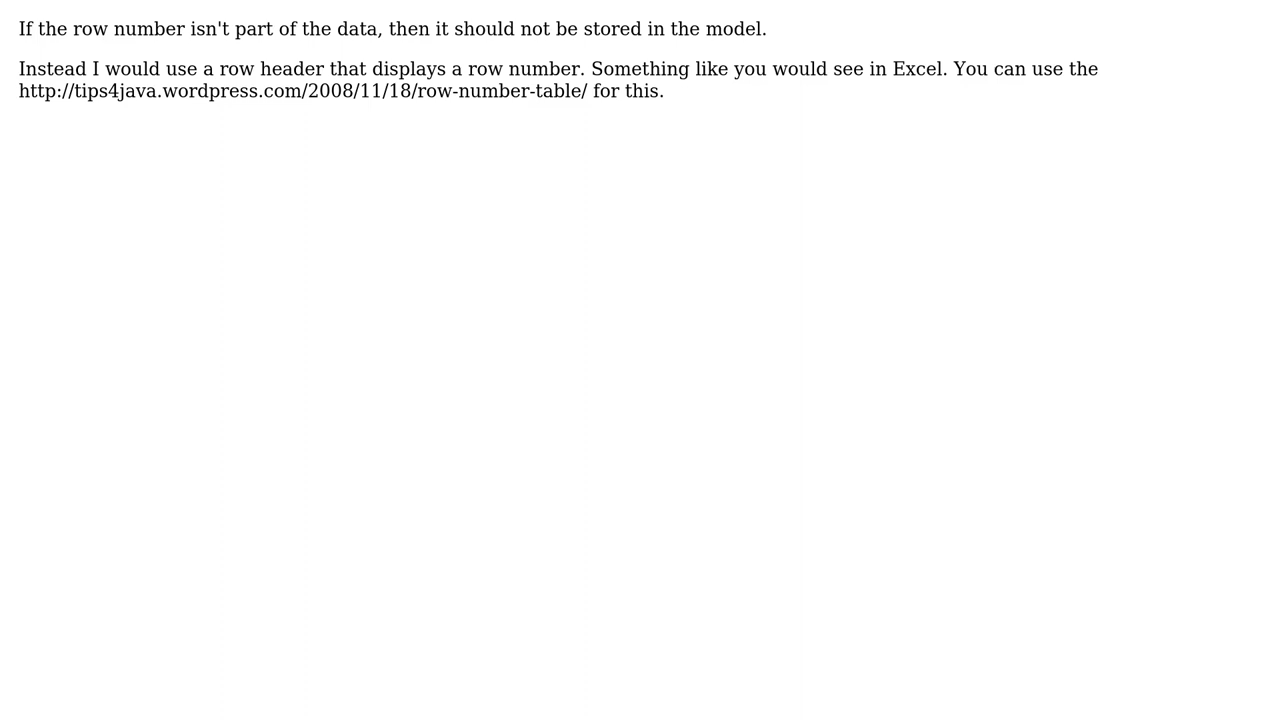 If the row number isn't part of the data, then it should not be stored in the model.
Instead I would use a row header that displays a row number. Something like you would see in Excel. You can use the
http://tips4java.wordpress.com/2008/11/18/row-number-table/ for this.